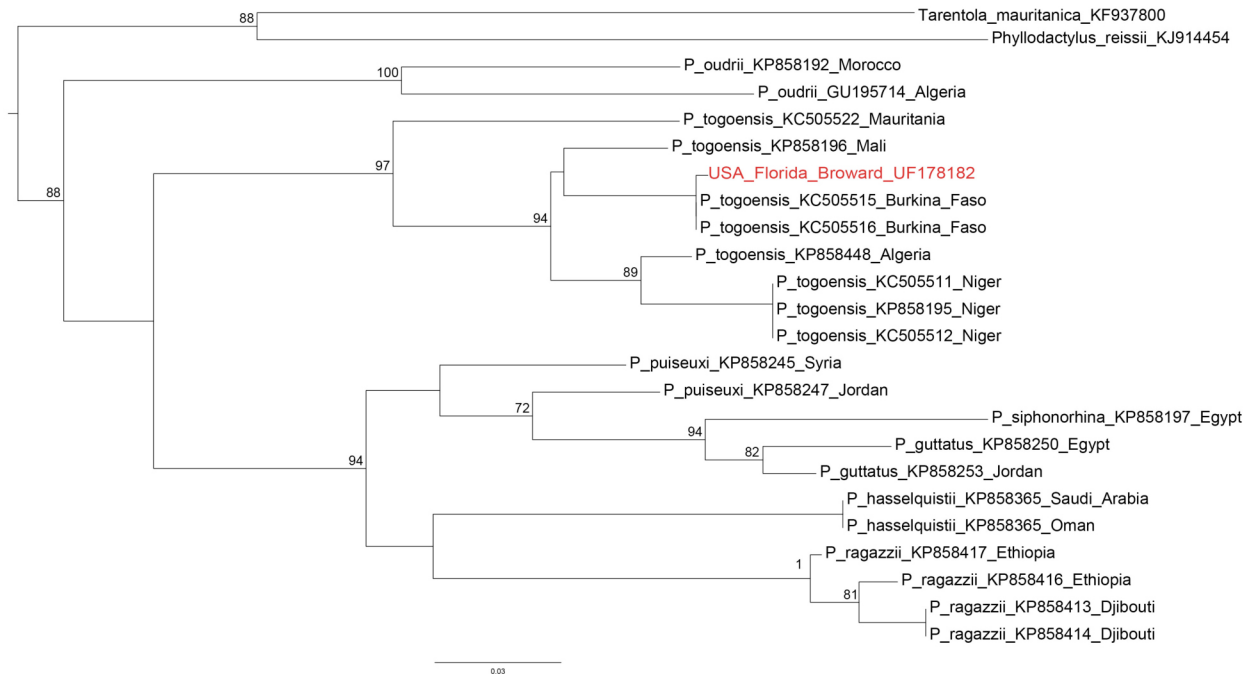 88
Tarentola_mauritanica_KF937800
Phyllodactylus_reissii_KJ914454
100
P_oudrii_KP858192_Morocco
P_oudrii_GU195714_Algeria
88
97
P_togoensis_KC505522_Mauritania
P_togoensis_KP858196_Mali
USA_Florida_Broward_UF178182
P_togoensis_KC505515_Burkina_Faso
94
P_togoensis_KC505516_Burkina_Faso
P_togoensis_KP858448_Algeria
89
P_togoensis_KC505511_Niger
P_togoensis_KP858195_Niger
P_togoensis_KC505512_Niger
P_puiseuxi_KP858245_Syria
P_puiseuxi_KP858247_Jordan
72
P_siphonorhina_KP858197_Egypt
94
P_guttatus_KP858250_Egypt
82
P_guttatus_KP858253_Jordan
94
P_hasselquistii_KP858365_Saudi_Arabia
P_hasselquistii_KP858365_Oman
P_ragazzii_KP858417_Ethiopia
1
P_ragazzii_KP858416_Ethiopia
81
P_ragazzii_KP858413_Djibouti
P_ragazzii_KP858414_Djibouti
0.03